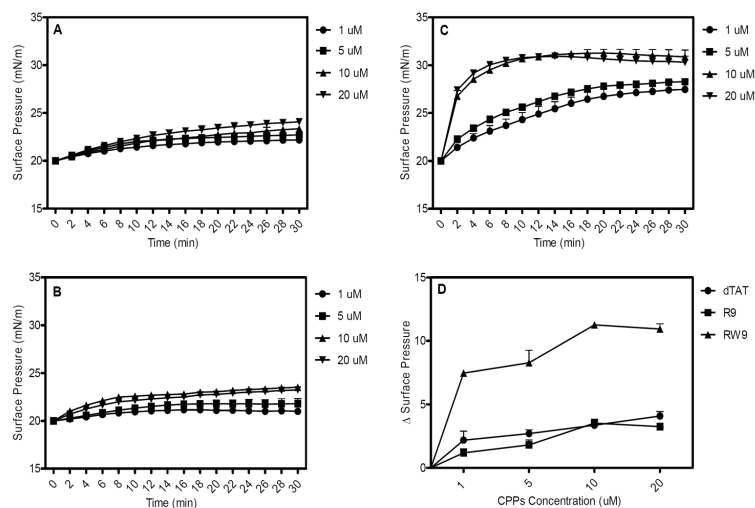 A
1 uM
5 uM
10 uM
20 uM
Surface Pressure (mN/m)
35
30
25
20
15
0 2 4 6 8 10 12 14 16 18 20 22 24 26 28 30
Time (min)
C
1 uM
5 uM
10 uM
20 uM
Surface Pressure (mN/m)
35
30
25
20
15
0 2 4 6 8 10 12 14 16 18 20 22 24 26 28 30
Time (min)
B
1 uM
5 uM
10 uM
20 uM
Surface Pressure (mN/m)
35
30
25
20
15
0 2 4 6 8 10 12 14 16 18 20 22 24 26 28 30
Time (min)
D
dTAT
R9
RW9
Δ Surface Pressure
15
10
5
0
1 5 10 20
CPPs Concentration (uM)